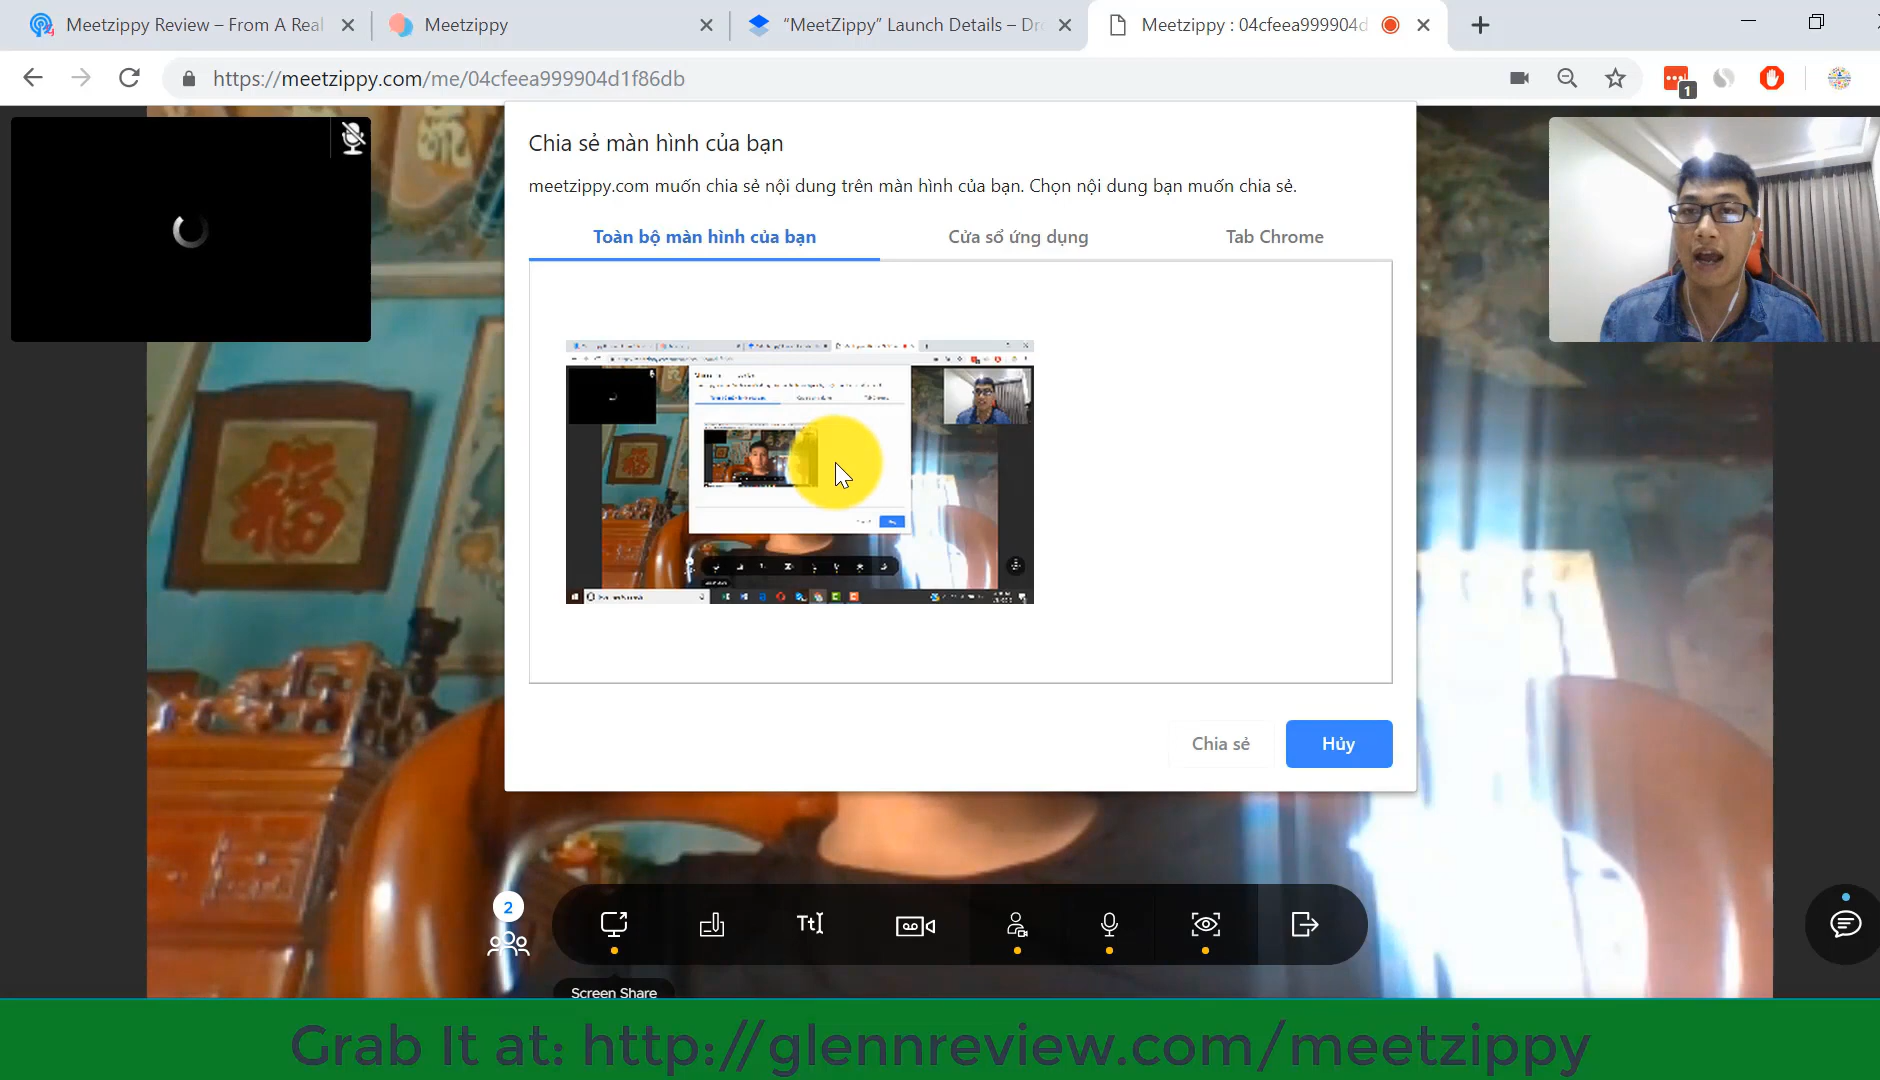 Meetzippy Review – From A Real
Meetzippy
“MeetZippy” Launch Details – Dro
Meetzippy : 04cfeea999904d
https://meetzippy.com/me/04cfeea999904d1f86db
1
Chia sẻ màn hình của bạn
meetzippy.com muốn chia sẻ nội dung trên màn hình của bạn. Chọn nội dung bạn muốn chia sẻ.
Toàn bộ màn hình của bạn
Cửa sổ ứng dụng
Tab Chrome
福
Chia sẻ
Hủy
2
Tt
Screen Share
Grab It at: http://glennreview.com/meetzippy